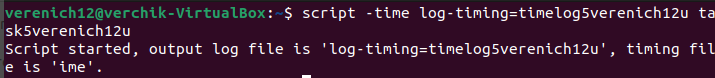 verenich12@verchik-VirtualBox:~$ script -time log-timing=timelog5verenich12u ta
sk5verenich12u
Script started, output log file is 'log-timing=timelog5verenich12u', timing fil
e is 'ime'.